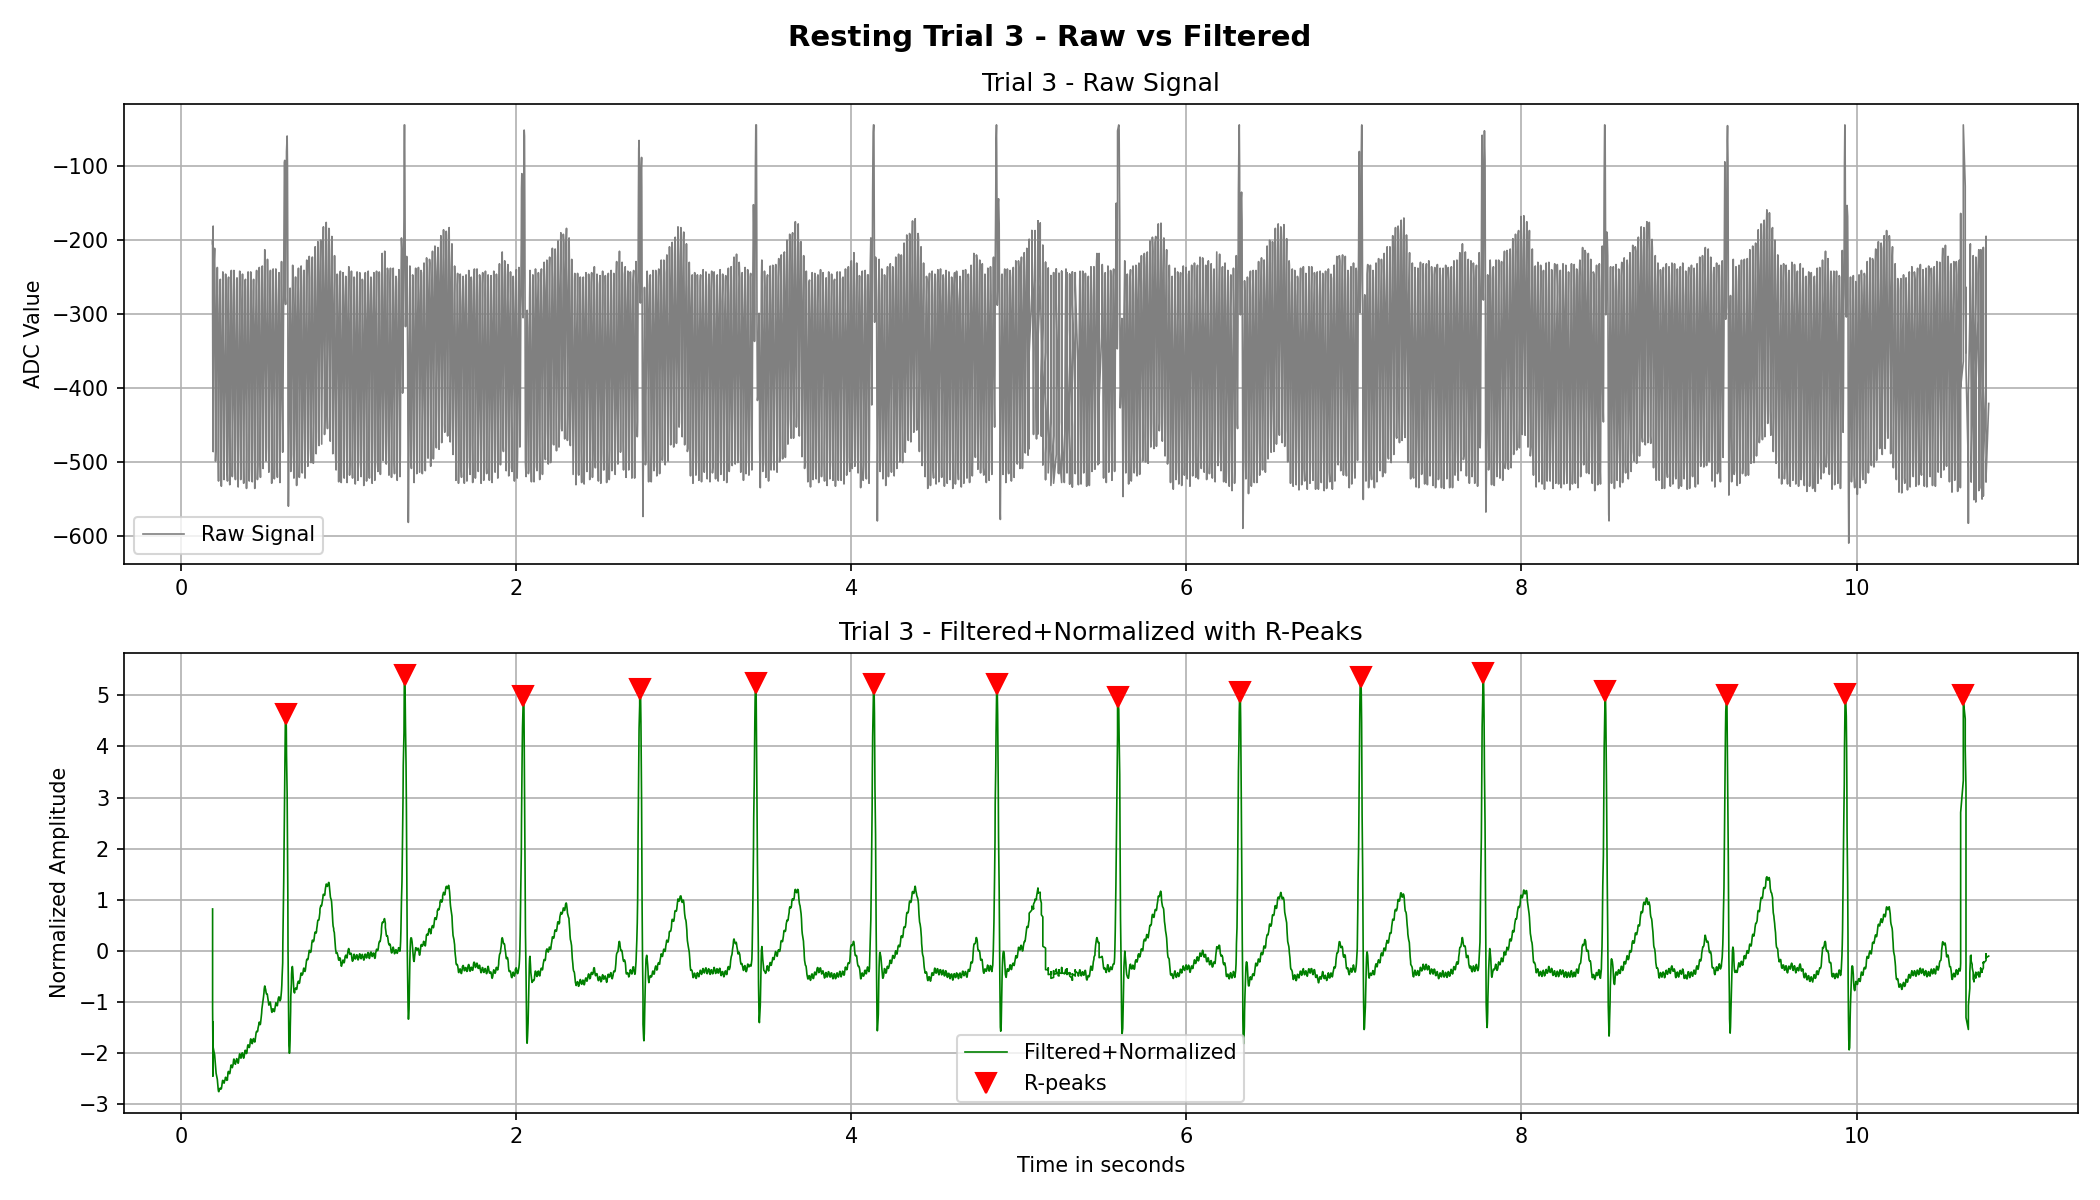 Resting Trial 3 - Raw vs Filtered
Trial 3 - Raw Signal
ADC Value
−100
−200
−300
−400
−500
−600
Raw Signal
0 2 4 6 8 10
Trial 3 - Filtered+Normalized with R-Peaks
Normalized Amplitude
5
4
3
2
1
0
−1
−2
−3
Filtered+Normalized
R-peaks
0 2 4 6 8 10
Time in seconds